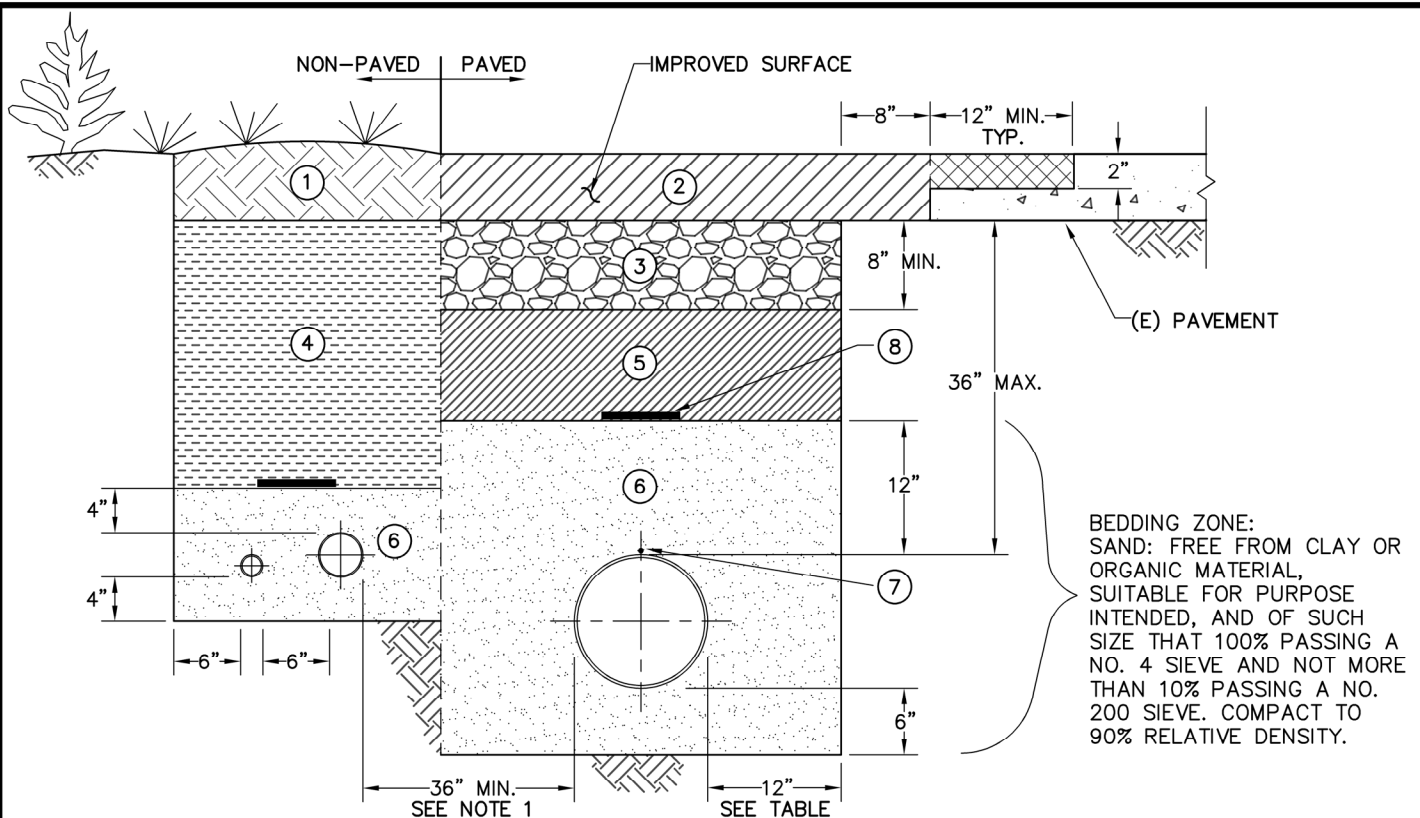 NON-PAVED
PAVED
IMPROVED SURFACE
8”
12” MIN.
TYP.
2”
1
2
3
8” MIN.
(E) PAVEMENT
4
5
8
36” MAX.
4”
6
6
12”
7
4”
6”
6”
6”
36” MIN.
SEE NOTE 1
12”
SEE TABLE
BEDDING ZONE:
SAND: FREE FROM CLAY OR
ORGANIC MATERIAL,
SUITABLE FOR PURPOSE
INTENDED, AND OF SUCH
SIZE THAT 100% PASSING A
NO. 4 SIEVE AND NOT MORE
THAN 10% PASSING A NO.
200 SIEVE. COMPACT TO
90% RELATIVE DENSITY.